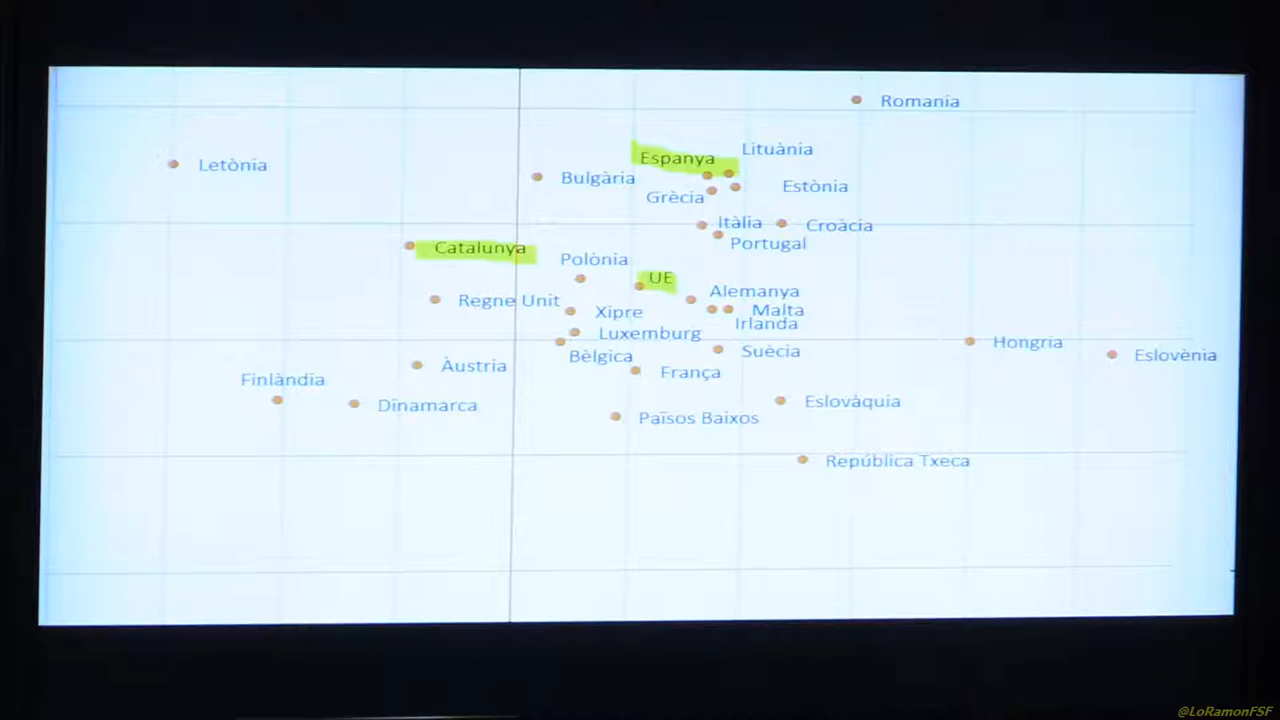 Romania
Lituània
Espanya
Letònia
Bulgària
Estònia
Grècia
Itàlia
Croàcia
Portugal
Catalunya
Polònia
UE
Alemanya
Regne Unit
Xipre
Malta
Irlanda
Luxemburg
Hongria
Suècia
Eslovènia
Bèlgica
Àustria
França
Finlàndia
Dinamarca
Eslovàquia
Països Baixos
República Txeca
@LoRamonFSF